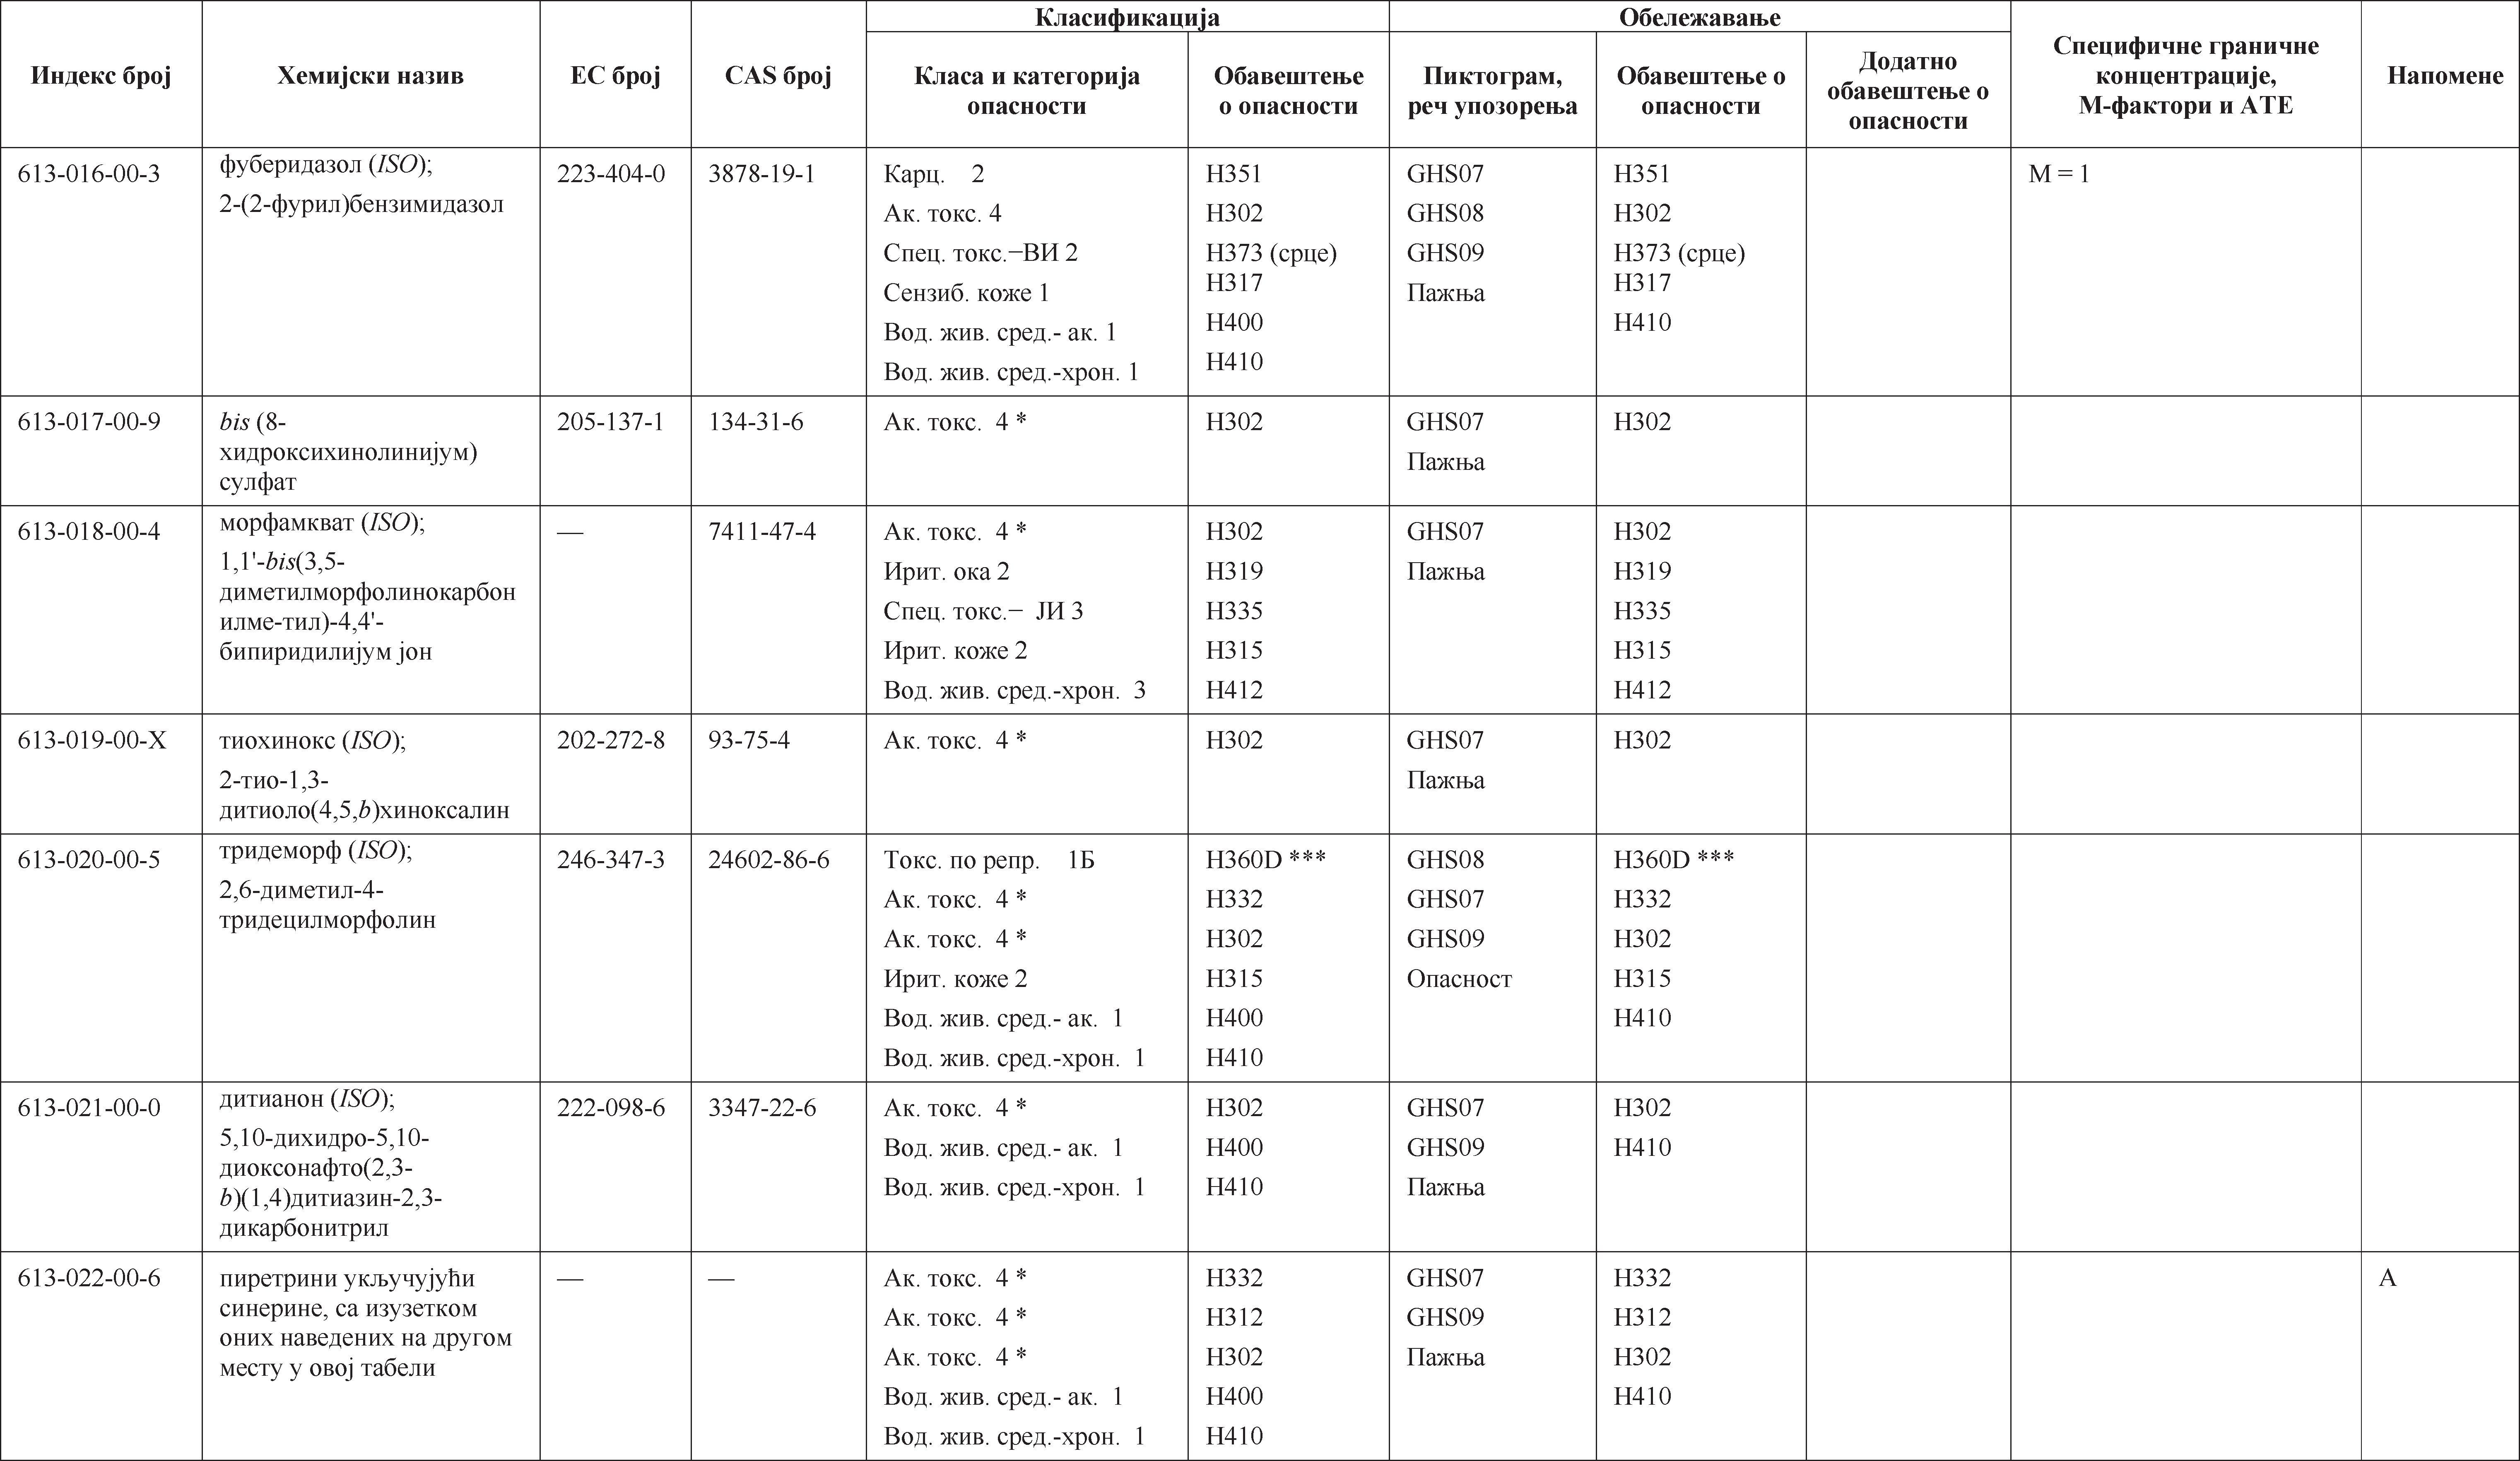 Индекс број
Хемијски назив
ЕС број
CAS број
Класификација
Обележавање
Специфичне граничне
концентрације,
М-фактори и АТЕ
Напомене
Класа и категорија
опасности
Обавештење
о опасности
Пиктограм,
реч упозорења
Обавештење о
опасности
Додатно
обавештење о
опасности
613-016-00-3
фуберидазол (ISO);
2-(2-фурил)бензимидазол
223-404-0
3878-19-1
Карц. 2
Ак. токс. 4
Спец. токс.−ВИ 2
Сензиб. коже 1
Вод. жив. сред.- ак. 1
Вод. жив. сред.-хрон. 1
H351
H302
H373 (срце)
H317
H400
H410
GHS07
GHS08
GHS09
Пажња
H351
H302
H373 (срце)
H317
H410
M = 1
613-017-00-9
bis (8-
хидроксихинолинијум)
сулфат
205-137-1
134-31-6
Ак. токс. 4 *
H302
GHS07
Пажња
H302
613-018-00-4
морфамкват (ISO);
1,1'-bis(3,5-
диметилморфолинокарбон
илме-тил)-4,4'-
бипиридилијум јон
—
7411-47-4
Ак. токс. 4 *
Ирит. ока 2
Спец. токс.− ЈИ 3
Ирит. коже 2
Вод. жив. сред.-хрон. 3
H302
H319
H335
H315
H412
GHS07
Пажња
H302
H319
H335
H315
H412
613-019-00-X
тиохинокс (ISO);
2-тио-1,3-
дитиоло(4,5,b)хиноксалин
202-272-8
93-75-4
Ак. токс. 4 *
H302
GHS07
Пажња
H302
613-020-00-5
тридеморф (ISO);
2,6-диметил-4-
тридецилморфолин
246-347-3
24602-86-6
Токс. по репр. 1Б
Ак. токс. 4 *
Ак. токс. 4 *
Ирит. коже 2
Вод. жив. сред.- ак. 1
Вод. жив. сред.-хрон. 1
H360D ***
H332
H302
H315
H400
H410
GHS08
GHS07
GHS09
Опасност
H360D ***
H332
H302
H315
H410
613-021-00-0
дитианон (ISO);
5,10-дихидро-5,10-
диоксонафто(2,3-
b)(1,4)дитиазин-2,3-
дикарбонитрил
222-098-6
3347-22-6
Ак. токс. 4 *
Вод. жив. сред.- ак. 1
Вод. жив. сред.-хрон. 1
H302
H400
H410
GHS07
GHS09
Пажња
H302
H410
613-022-00-6
пиретрини укључујући
синерине, са изузетком
оних наведених на другом
месту у овој табели
—
—
Ак. токс. 4 *
Ак. токс. 4 *
Ак. токс. 4 *
Вод. жив. сред.- ак. 1
Вод. жив. сред.-хрон. 1
H332
H312
H302
H400
H410
GHS07
GHS09
Пажња
H332
H312
H302
H410
A